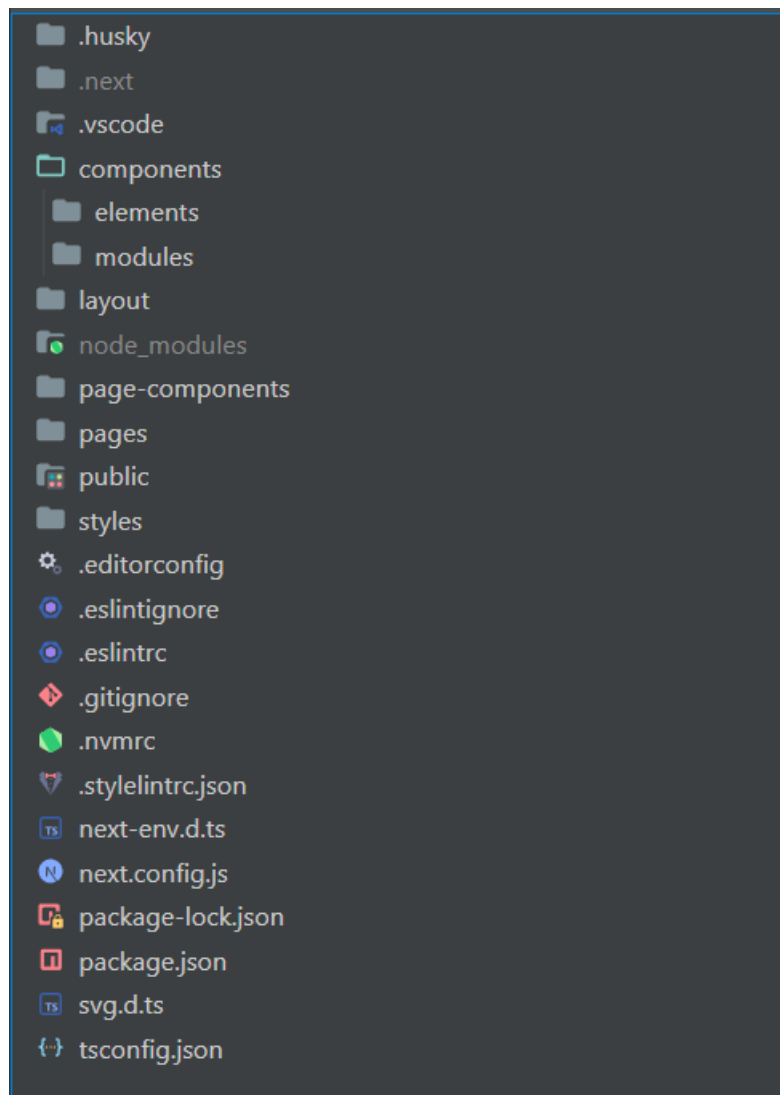 .husky
.next
.vscode
components
elements
modules
layout
node_modules
page-components
pages
public
styles
.editorconfig
.eslintignore
.eslintrc
.gitignore
.nvmrc
.stylelintrc.json
next-env.d.ts
next.config.js
package-lock.json
package.json
svg.d.ts
tsconfig.json